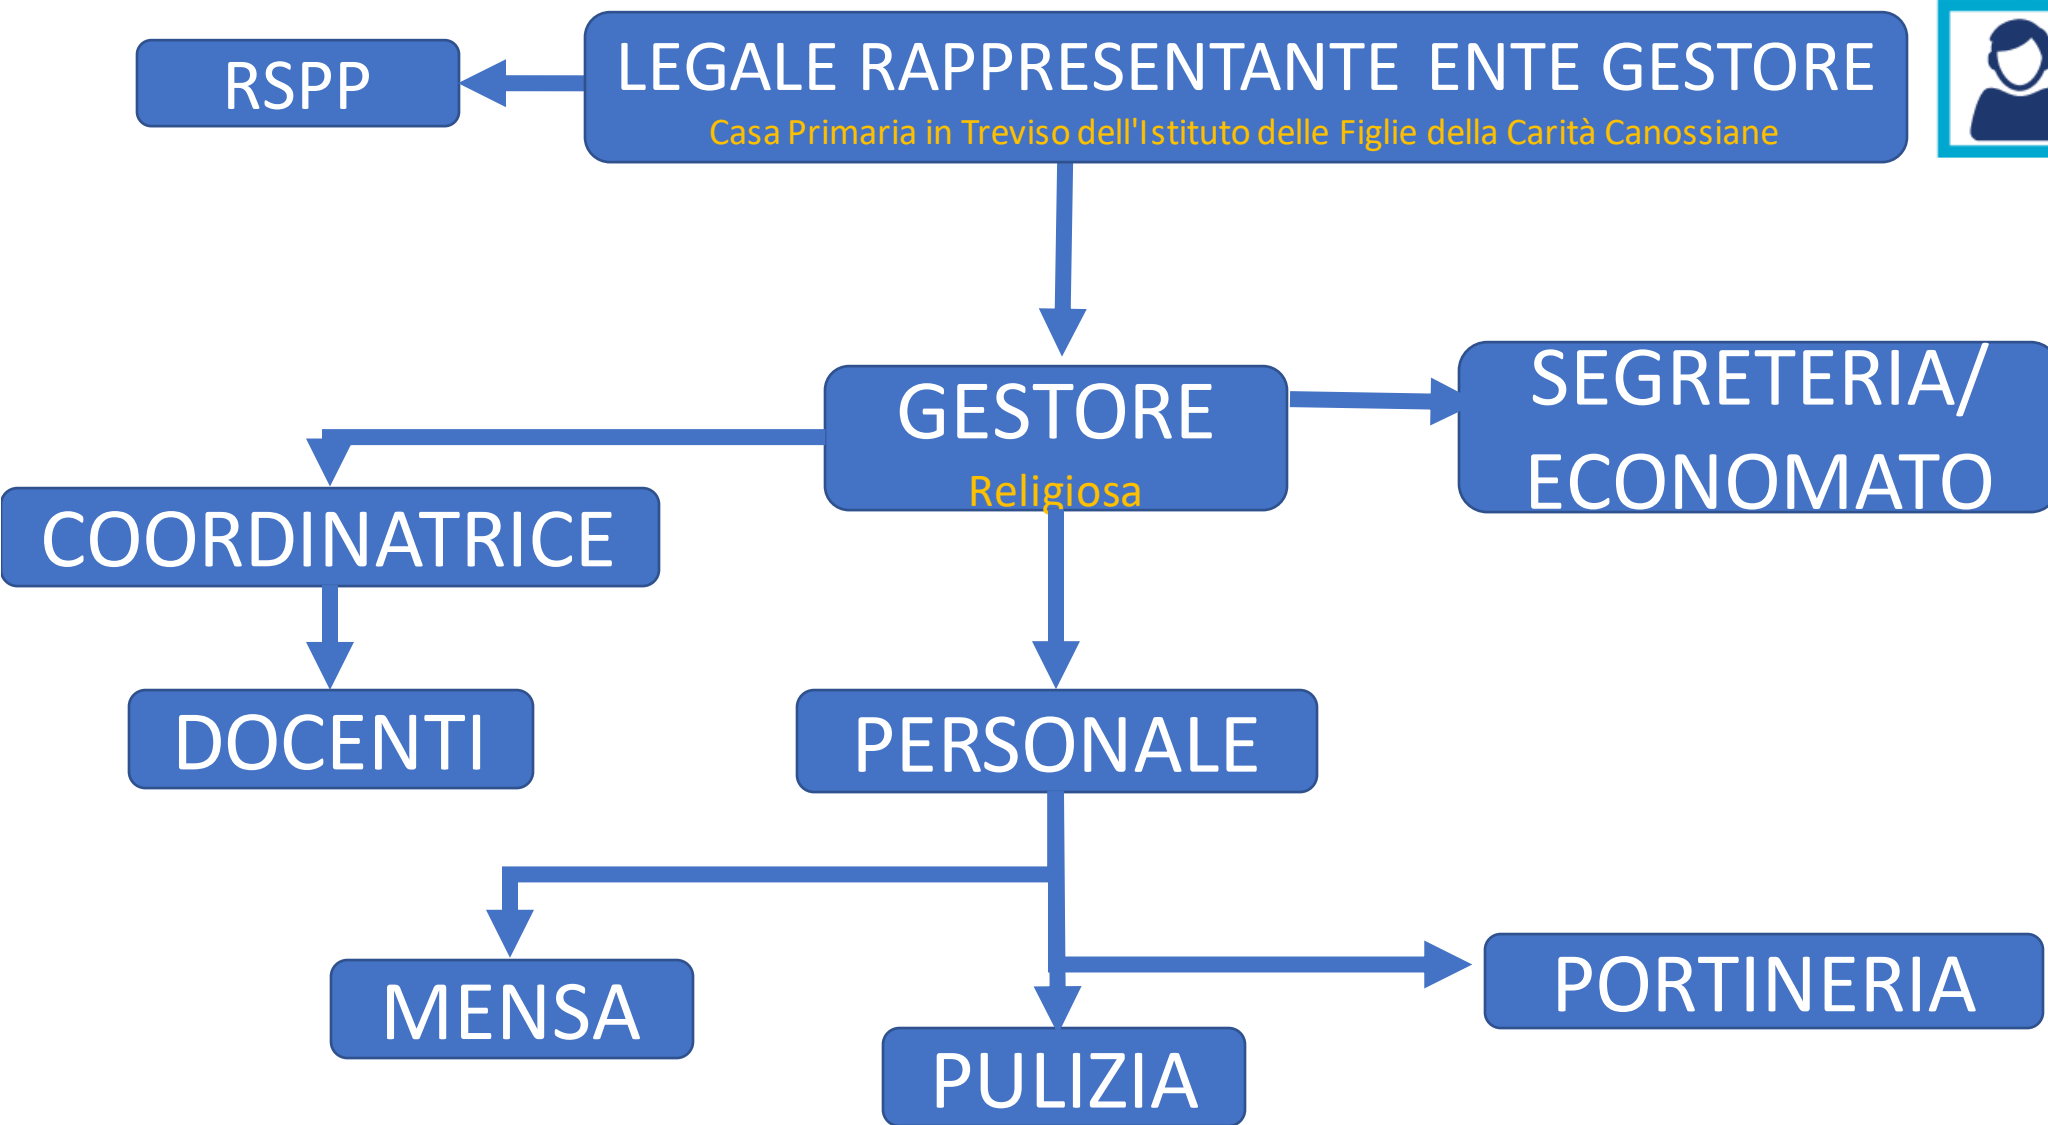 RSPP
LEGALE RAPPRESENTANTE ENTE GESTORE
Casa Primaria in Treviso dell'Istituto delle Figlie della Carità Canossiane
GESTORE
Religiosa
SEGRETERIA/
ECONOMATO
COORDINATRICE
DOCENTI
PERSONALE
MENSA
PULIZIA
PORTINERIA